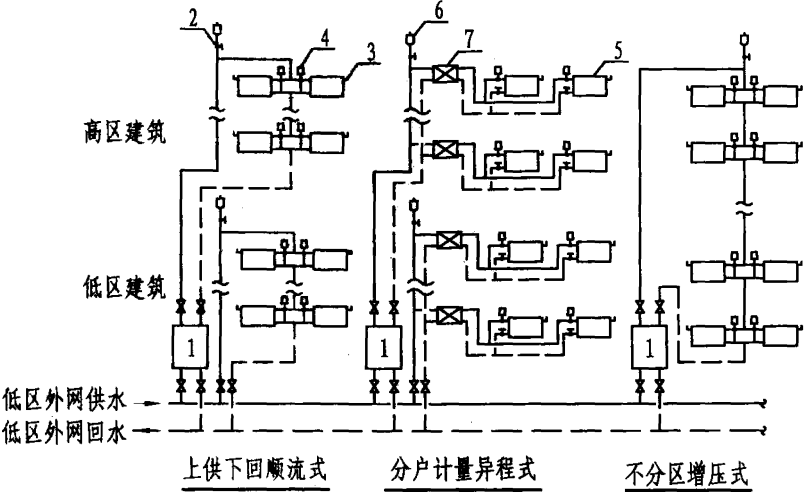 2
4
3
6
7
5
高区建筑
低区建筑
1
1
1
低区外网供水
低区外网回水
上供下回顺流式
分户计量异程式
不分区增压式